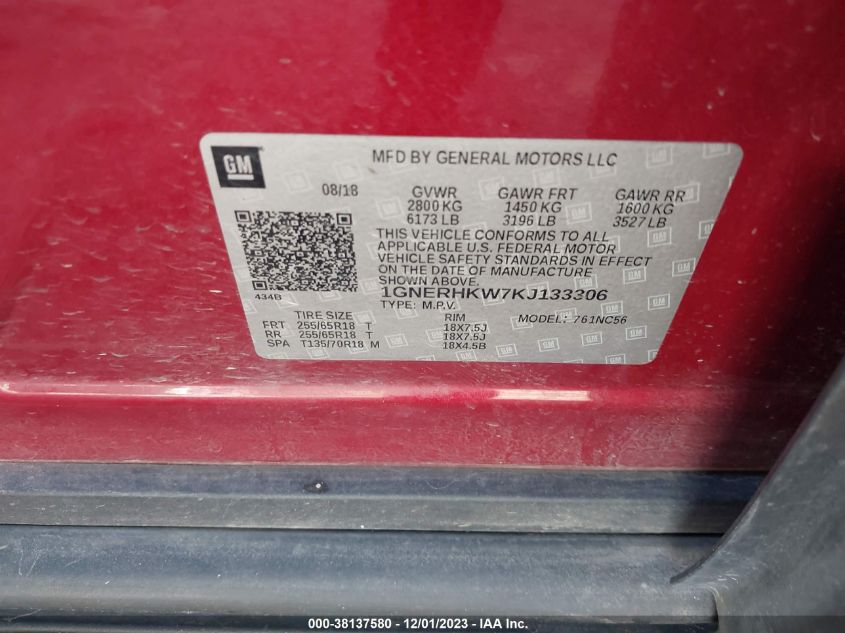 GM
MFD BY GENERAL MOTORS LLC
08/18 GVWR GAWR FRT GAWR RR
2800 KG 1450 KG 1600 KG
6173 LB 3196 LB 3527 LB
THIS VEHICLE CONFORMS TO ALL
APPLICABLE U.S. FEDERAL MOTOR
VEHICLE SAFETY STANDARDS IN EFFECT
ON THE DATE OF MANUFACTURE
SHOWN ABOVE.
434B
1GNERHKW7KJ133306
TYPE: M.P.V. MODEL: 761NC56
TIRE SIZE RIM
FRT 255/65R18 T 18X7.5J
RR 255/65R18 T 18X7.5J
SPA T135/70R18 M 18X4.5B
000-38137580 - 12/01/2023 - IAA Inc.